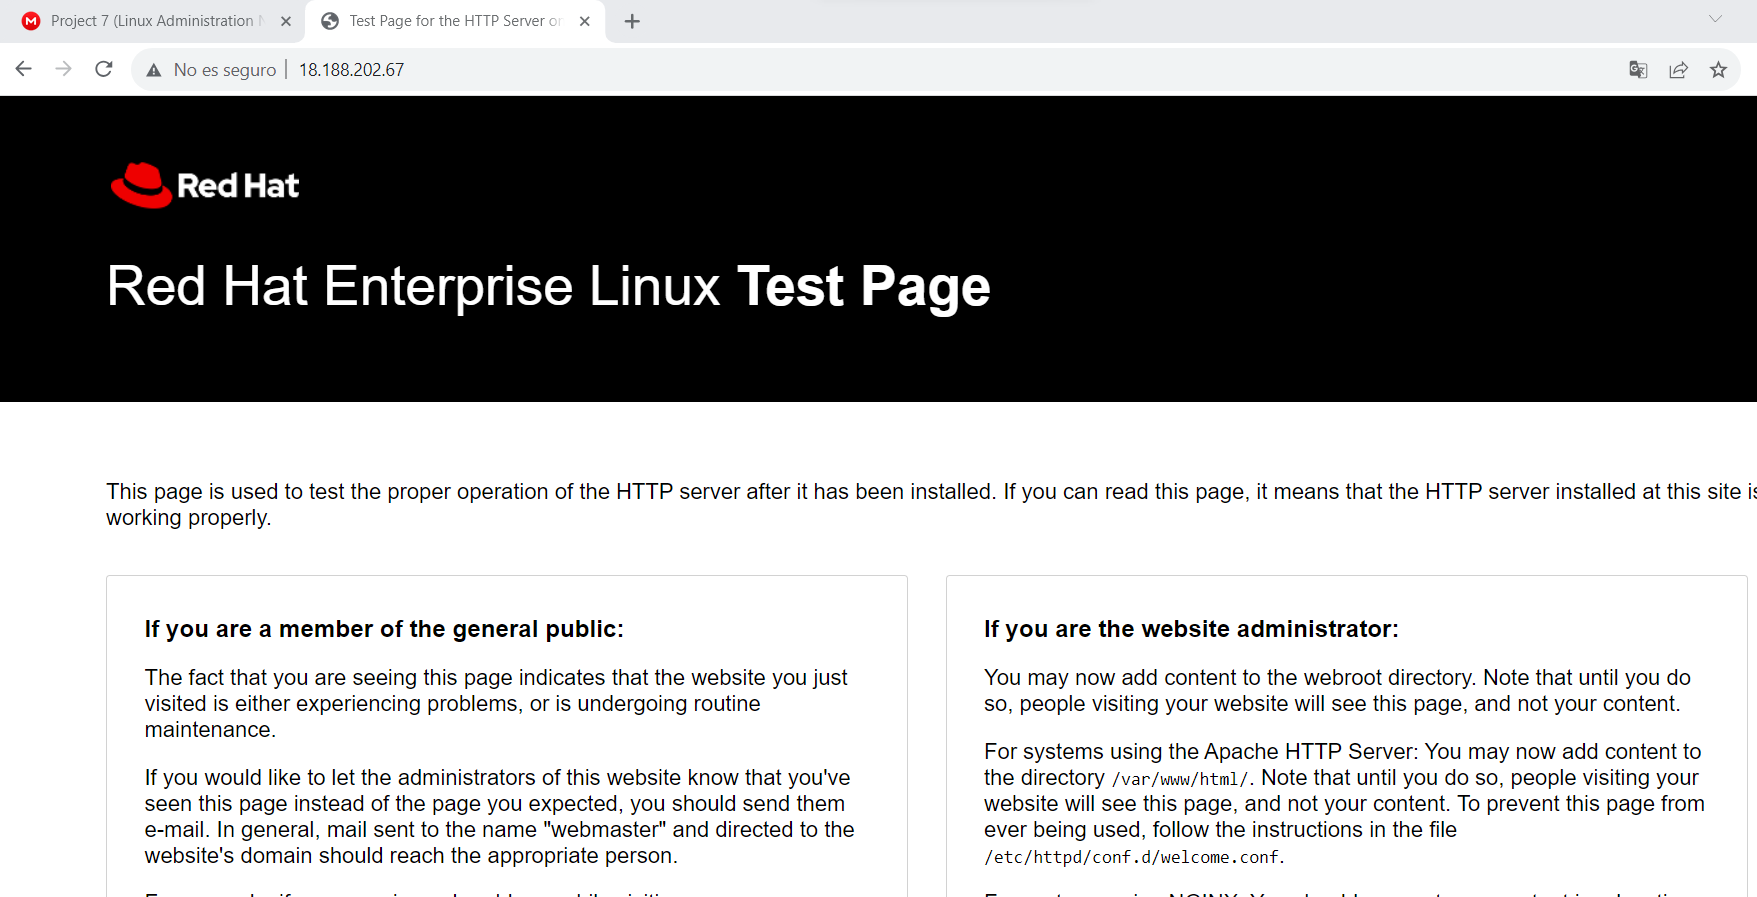 Project 7 (Linux Administration
Test Page for the HTTP Server
No es seguro
18.188.202.67
Red Hat
Red Hat Enterprise Linux Test Page
This page is used to test the proper operation of the HTTP server after it has been installed. If you can read this page, it means that the HTTP server installed at this site is
working properly.
If you are a member of the general public:
The fact that you are seeing this page indicates that the website you just
visited is either experiencing problems, or is undergoing routine
maintenance.
If you would like to let the administrators of this website know that you've
seen this page instead of the page you expected, you should send them
e-mail. In general, mail sent to the name "webmaster" and directed to the
website's domain should reach the appropriate person.
If you are the website administrator:
You may now add content to the webroot directory. Note that until you do
so, people visiting your website will see this page, and not your content.
For systems using the Apache HTTP Server: You may now add content to
the directory /var/www/html/. Note that until you do so, people visiting your
website will see this page, and not your content. To prevent this page from
ever being used, follow the instructions in the file
/etc/httpd/conf.d/welcome.conf.